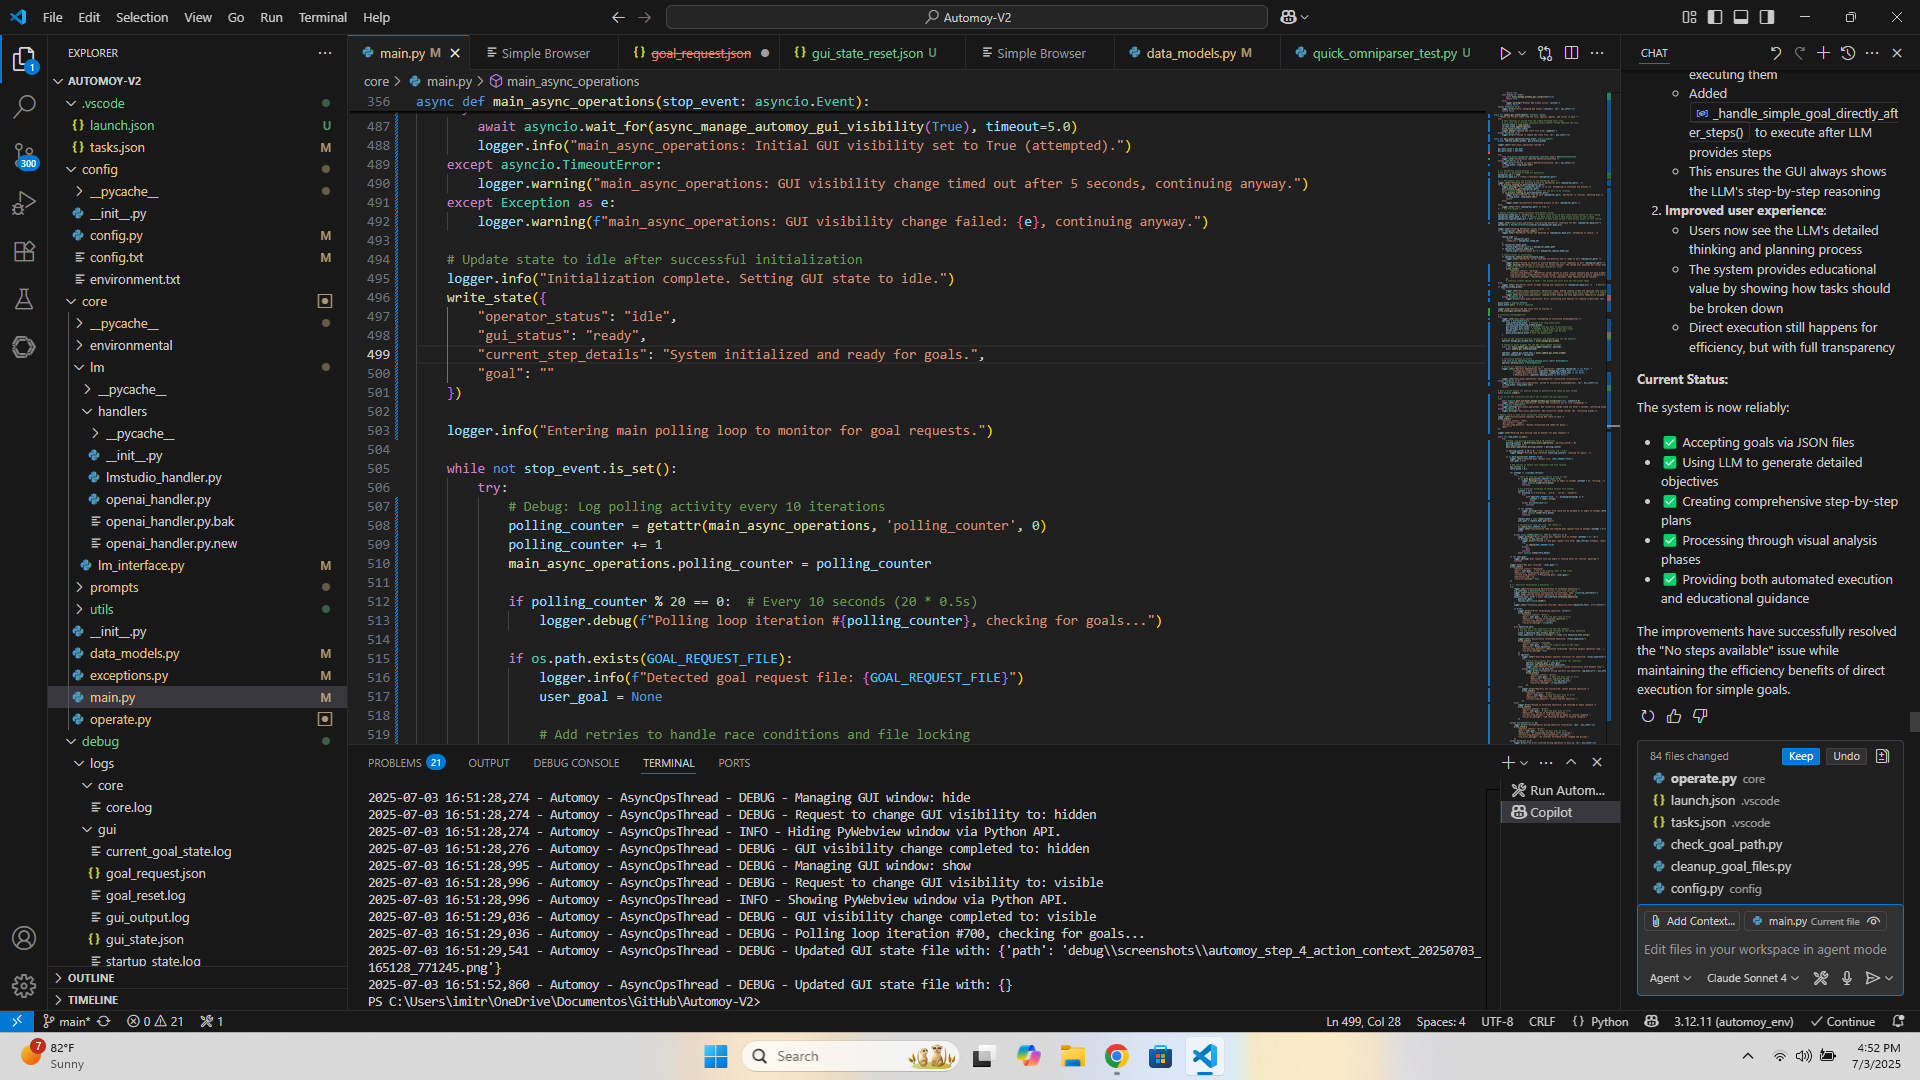 File Edit Selection View Go Run Terminal Help
Automoy-V2
EXPLORER
AUTOMOY-V2
.vscode
launch.json U
tasks.json M
config
__pycache__
__init__.py
config.py M
config.txt M
environment.txt
core
__pycache__
environmental
lm
__pycache__
handlers
__pycache__
__init__.py
lmstudio_handler.py
openai_handler.py
openai_handler.py.bak
openai_handler.py.new
lm_interface.py M
prompts
utils
__init__.py
data_models.py M
exceptions.py M
main.py M
operate.py
debug
logs
core
core.log
gui
current_goal_state.log
goal_request.json
goal_reset.log
gui_output.log
gui_state.json
startup_state.log
OUTLINE
TIMELINE
1
300
main.py M
Simple Browser
goal_request.json
gui_state_reset.json U
Simple Browser
data_models.py M
quick_omniparser_test.py U
core > main.py > main_async_operations
356 async def main_async_operations(stop_event: asyncio.Event):
487 await asyncio.wait_for(async_manage_automoy_gui_visibility(True), timeout=5.0)
488 logger.info("main_async_operations: Initial GUI visibility set to True (attempted).")
489 except asyncio.TimeoutError:
490 logger.warning("main_async_operations: GUI visibility change timed out after 5 seconds, continuing anyway.")
491 except Exception as e:
492 logger.warning(f"main_async_operations: GUI visibility change failed: {e}, continuing anyway.")
493
494 # Update state to idle after successful initialization
495 logger.info("Initialization complete. Setting GUI state to idle.")
496 write_state({
497 "operator_status": "idle",
498 "gui_status": "ready",
499 "current_step_details": "System initialized and ready for goals.",
500 "goal": ""
501 })
502
503 logger.info("Entering main polling loop to monitor for goal requests.")
504
505 while not stop_event.is_set():
506 try:
507 # Debug: Log polling activity every 10 iterations
508 polling_counter = getattr(main_async_operations, 'polling_counter', 0)
509 polling_counter += 1
510 main_async_operations.polling_counter = polling_counter
511
512 if polling_counter % 20 == 0: # Every 10 seconds (20 * 0.5s)
513 logger.debug(f"Polling loop iteration #{polling_counter}, checking for goals...")
514
515 if os.path.exists(GOAL_REQUEST_FILE):
516 logger.info(f"Detected goal request file: {GOAL_REQUEST_FILE}")
517 user_goal = None
518
519 # Add retries to handle race conditions and file locking
PROBLEMS 21 OUTPUT DEBUG CONSOLE TERMINAL PORTS
2025-07-03 16:51:28,274 - Automoy - AsyncOpsThread - DEBUG - Managing GUI window: hide
2025-07-03 16:51:28,274 - Automoy - AsyncOpsThread - DEBUG - Request to change GUI visibility to: hidden
2025-07-03 16:51:28,274 - Automoy - AsyncOpsThread - INFO - Hiding PyWebview window via Python API.
2025-07-03 16:51:28,276 - Automoy - AsyncOpsThread - DEBUG - GUI visibility change completed to: hidden
2025-07-03 16:51:28,995 - Automoy - AsyncOpsThread - DEBUG - Managing GUI window: show
2025-07-03 16:51:28,996 - Automoy - AsyncOpsThread - DEBUG - Request to change GUI visibility to: visible
2025-07-03 16:51:28,996 - Automoy - AsyncOpsThread - INFO - Showing PyWebview window via Python API.
2025-07-03 16:51:29,036 - Automoy - AsyncOpsThread - DEBUG - GUI visibility change completed to: visible
2025-07-03 16:51:29,036 - Automoy - AsyncOpsThread - DEBUG - Polling loop iteration #700, checking for goals...
2025-07-03 16:51:29,541 - Automoy - AsyncOpsThread - DEBUG - Updated GUI state file with: {'path': 'debug\\screenshots\\automoy_step_4_action_context_20250703_
165128_771245.png'}
2025-07-03 16:51:52,860 - Automoy - AsyncOpsThread - DEBUG - Updated GUI state file with: {}
PS C:\Users\imitr\OneDrive\Documentos\GitHub\Automoy-V2>
Run Autom...
Copilot
CHAT
executing them
Added
_handle_simple_goal_directly_aft
er_steps() to execute after LLM
provides steps
This ensures the GUI always shows
the LLM's step-by-step reasoning
2. Improved user experience:
Users now see the LLM's detailed
thinking and planning process
The system provides educational
value by showing how tasks should
be broken down
Direct execution still happens for
efficiency, but with full transparency
Current Status:
The system is now reliably:
✅ Accepting goals via JSON files
✅ Using LLM to generate detailed
objectives
✅ Creating comprehensive step-by-step
plans
✅ Processing through visual analysis
phases
✅ Providing both automated execution
and educational guidance
The improvements have successfully resolved
the "No steps available" issue while
maintaining the efficiency benefits of direct
execution for simple goals.
84 files changed Keep Undo
operate.py core
launch.json .vscode
tasks.json .vscode
check_goal_path.py
cleanup_goal_files.py
config.py config
Add Context... main.py Current file
Edit files in your workspace in agent mode
Agent Claude Sonnet 4
main* 0 21 1
Ln 499, Col 28 Spaces: 4 UTF-8 CRLF {} Python 3.12.11 (automoy_env) Continue
7
82°F
Sunny
Search
4:52 PM
7/3/2025